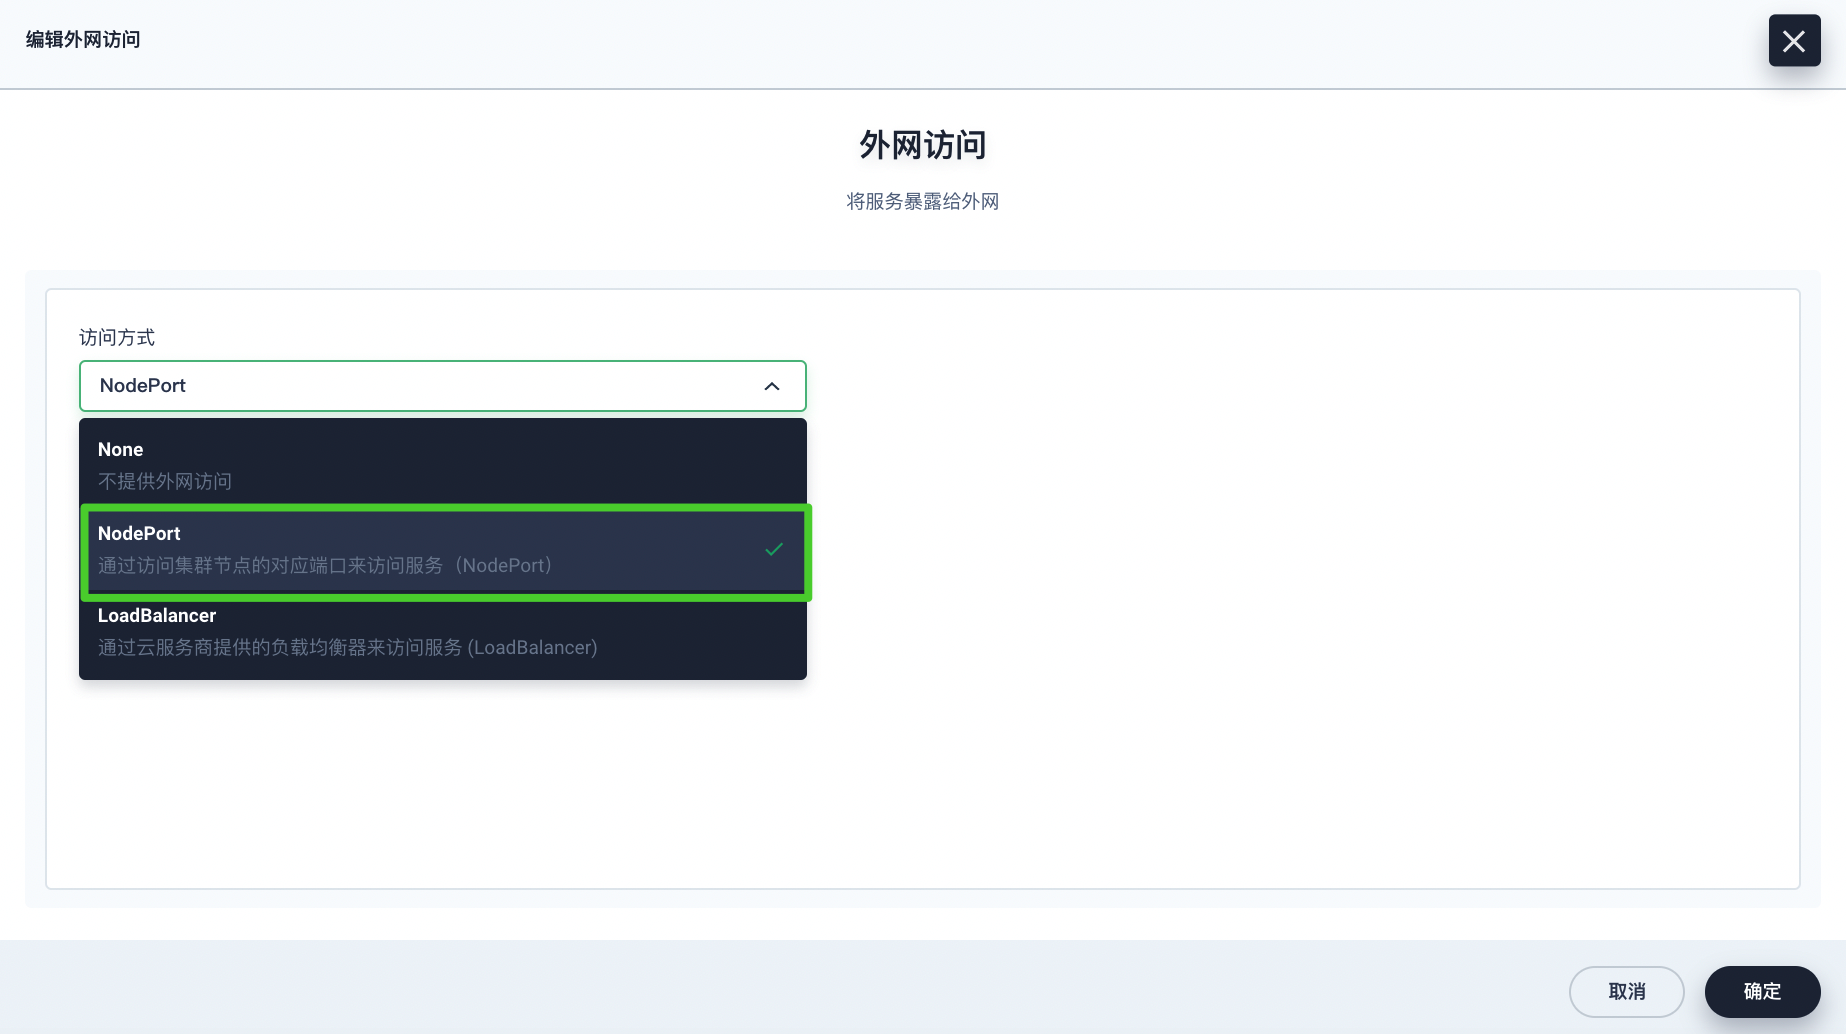 编辑外网访问
外网访问
将服务暴露给外网
访问方式
NodePort
None
不提供外网访问
NodePort
通过访问集群节点的对应端口来访问服务（NodePort）
LoadBalancer
通过云服务商提供的负载均衡器来访问服务 (LoadBalancer)
取消
确定